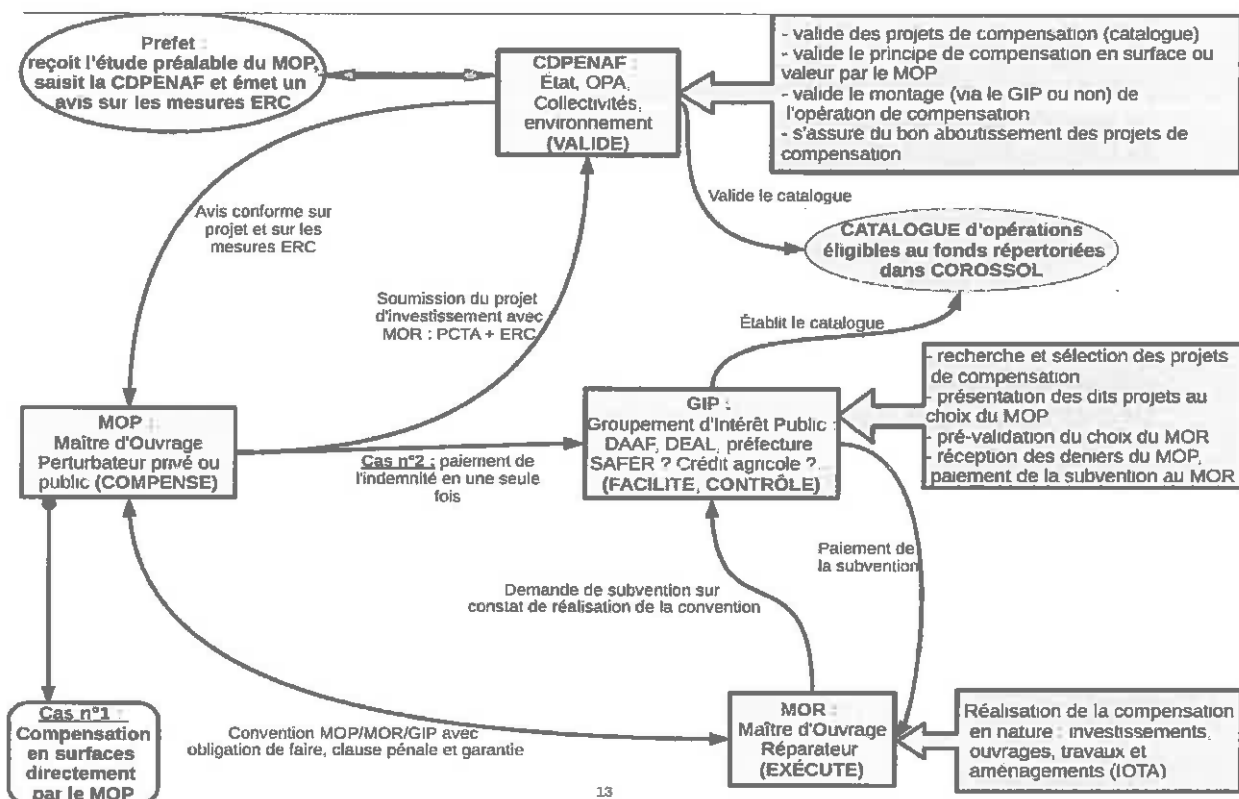 Prefet :
reçoit l'étude préalable du MOP,
saisit la CDPENAF et émet un
avis sur les mesures ERC
CDPENAF :
État, OPA,
Collectivités,
environnement
(VALIDE)
- valide des projets de compensation (catalogue)
- valide le principe de compensation en surface ou
valeur par le MOP
- valide le montage (via le GIP ou non) de
l'opération de compensation
- s'assure du bon aboutissement des projets de
compensation
Avis conforme sur
projet et sur les
mesures ERC
Valide le catalogue
CATALOGUE d'opérations
éligibles au fonds répertoriées
dans COROSSOL
Soumission du projet
d'investissement avec
MOR : PCTA + ERC
Établit le catalogue
MOP :
Maître d'Ouvrage
Perturbateur privé ou
public (COMPENSE)
Cas n°2 : paiement de
l'indemnité en une seule
fois
GIP :
Groupement d'Intérêt Public :
DAAF, DEAL, préfecture
SAFER ? Crédit agricole ?...
(FACILITE, CONTRÔLE)
- recherche et sélection des projets
de compensation
- présentation des dits projets au
choix du MOP
- pré-validation du choix du MOR
- réception des deniers du MOP,
paiement de la subvention au MOR
Paiement de
la subvention
Demande de subvention sur
constat de réalisation de la convention
Cas n°1 :
Compensation
en surfaces
directement
par le MOP
Convention MOP/MOR/GIP avec
obligation de faire, clause pénale et garantie
MOR :
Maître d'Ouvrage
Réparateur
(EXÉCUTE)
Réalisation de la compensation
en nature : investissements,
ouvrages, travaux et
aménagements (IOTA)
13